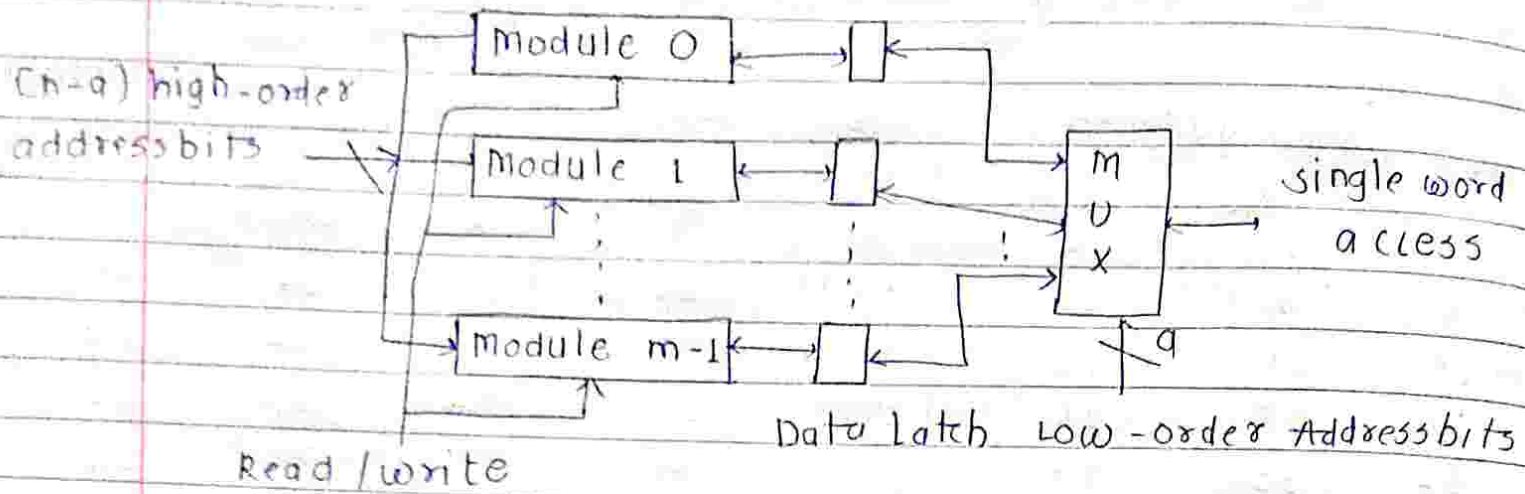 Module 0
(n-a) high-order
address bits
Module 1
M
U
X
single word
access
Module m-1
a
Data Latch Low-order Address bits
Read / write